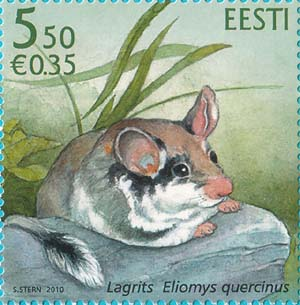 5.50 EESTI
€0.35
S.STERN 2010 Lagrits Eliomys quercinus